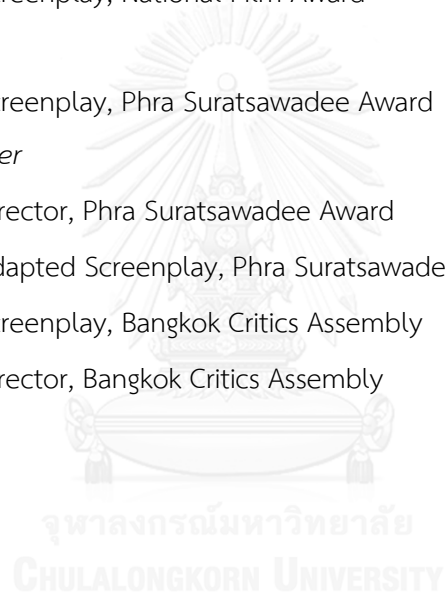 reenplay, National Film Award
reenplay, Phra Suratsawadee Award
er
rector, Phra Suratsawadee Award
dapted Screenplay, Phra Suratsawade
reenplay, Bangkok Critics Assembly
rector, Bangkok Critics Assembly
จุฬาลงกรณ์มหาวิทยาลัย
CHULALONGKORN UNIVERSITY